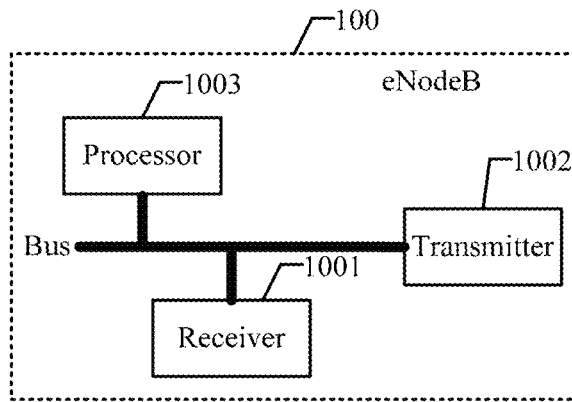 100
eNodeB
1003
Processor
1002
Bus
Transmitter
1001
Receiver